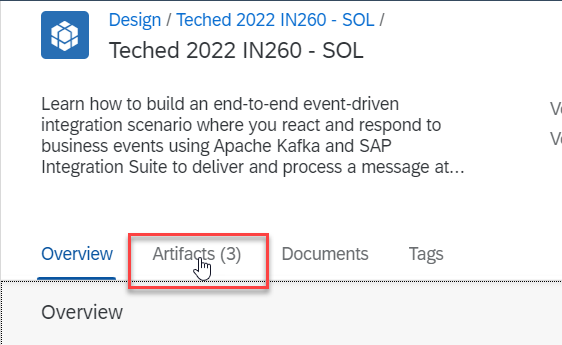 Design / Teched 2022 IN260 - SOL /
Teched 2022 IN260 - SOL
Learn how to build an end-to-end event-driven
integration scenario where you react and respond to
business events using Apache Kafka and SAP
Integration Suite to deliver and process a message at...
Overview Artifacts (3) Documents Tags
Overview